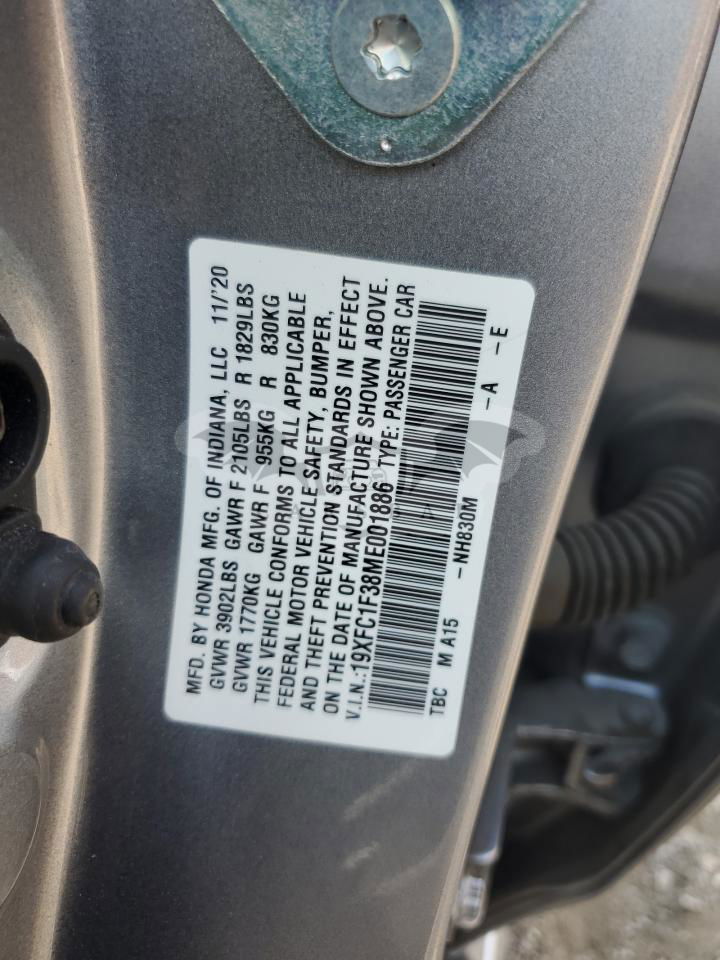 MFD. BY HONDA MFG. OF INDIANA, LLC 11/'20
GVWR 3902LBS GAWR F 2105LBS R 1829LBS
GVWR 1770KG GAWR F 955KG R 830KG
THIS VEHICLE CONFORMS TO ALL APPLICABLE
FEDERAL MOTOR VEHICLE SAFETY, BUMPER,
AND THEFT PREVENTION STANDARDS IN EFFECT
ON THE DATE OF MANUFACTURE SHOWN ABOVE.
V.I.N.:19XFC1F38ME001886 TYPE: PASSENGER CAR
TBC M A15 -NH830M -A -E